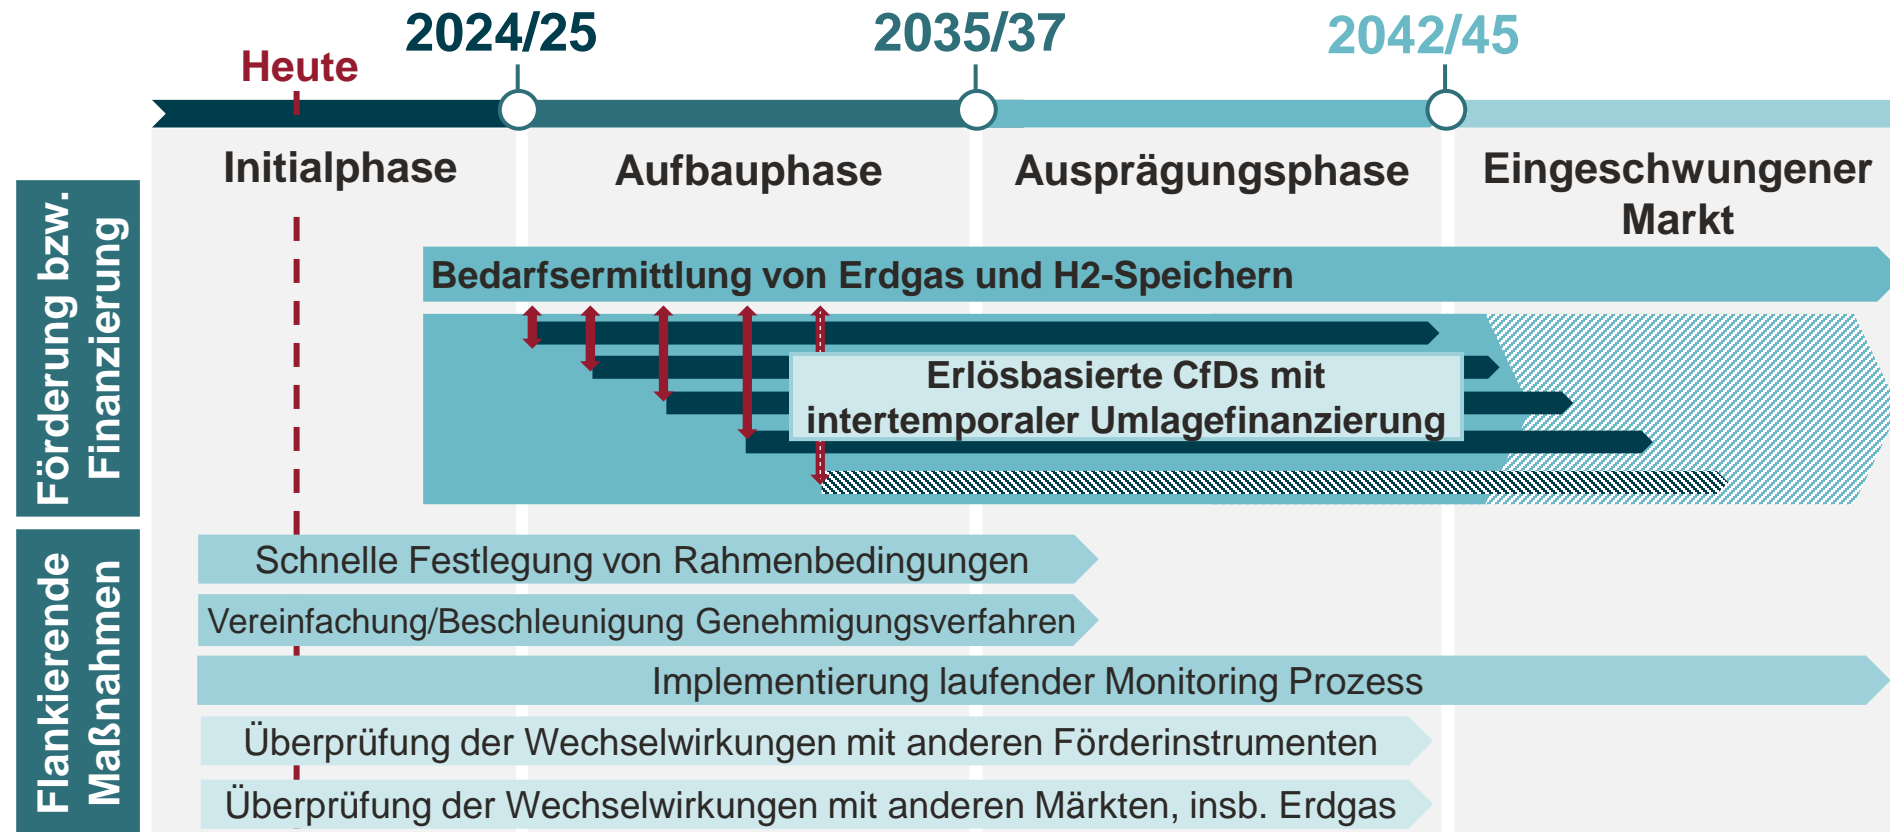 2024/25
2035/37
2042/45
Heute
Initialphase
Aufbauphase
Ausprägungsphase
Eingeschwungener
Markt
Förderung bzw.
Finanzierung
Bedarfsermittlung von Erdgas und H2-Speichern
Erlösbasierte CfDs mit
intertemporaler Umlagefinanzierung
Flankierende
Maßnahmen
Schnelle Festlegung von Rahmenbedingungen
Vereinfachung/Beschleunigung Genehmigungsverfahren
Implementierung laufender Monitoring Prozess
Überprüfung der Wechselwirkungen mit anderen Förderinstrumenten
Überprüfung der Wechselwirkungen mit anderen Märkten, insb. Erdgas